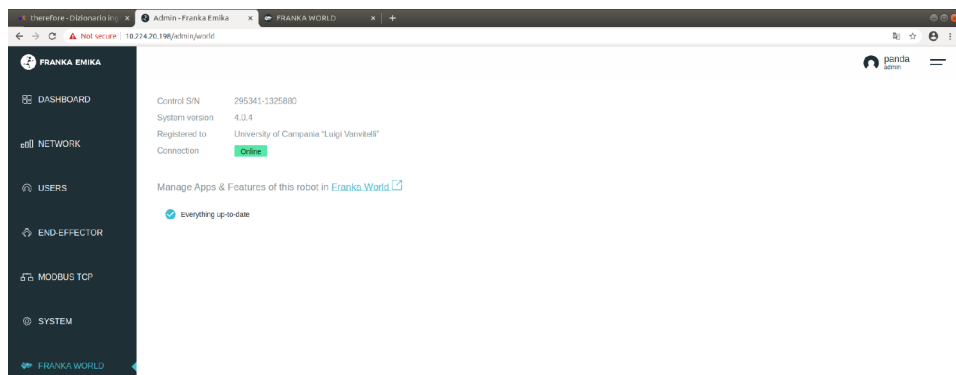 therefore - Dizionario ing
Admin - Franka Emika
FRANKA WORLD
Not secure 10.224.20.198/admin/world
FRANKA EMIKA
panda
admin
DASHBOARD
NETWORK
USERS
END-EFFECTOR
MODBUS TCP
SYSTEM
FRANKA WORLD
Control S/N 295341-1325880
System version 4.0.4
Registered to University of Campania "Luigi Vanvitelli"
Connection Online
Manage Apps & Features of this robot in Franka World
Everything up-to-date